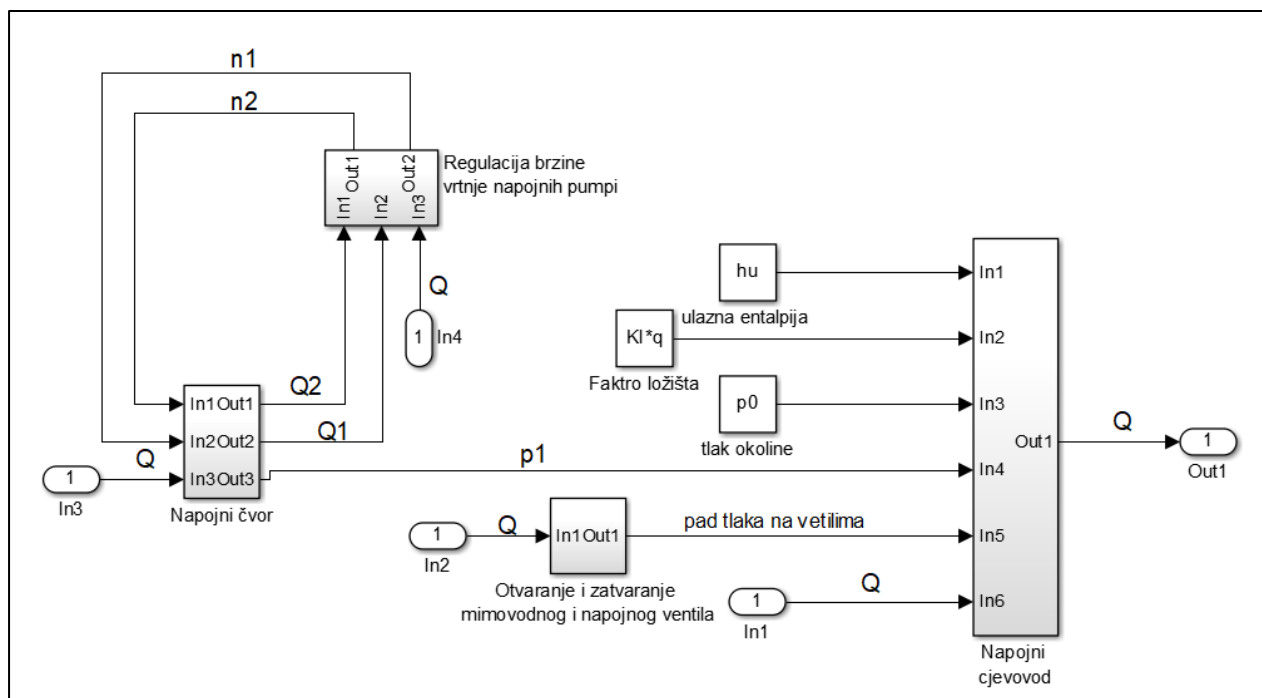 n1
n2
Out1
Out2
In1
In2
In3
Regulacija brzine
vrtnje napojnih pumpi
Q
1
In4
hu
ulazna entalpija
Kl*q
Faktro ložišta
p0
tlak okoline
In1
In2
In3
In4
In5
In6
Out1
Napojni
cjevovod
Q
1
Out1
Q2
Q1
p1
In1 Out1
In2 Out2
In3 Out3
Napojni čvor
Q
1
In3
1
In2
Q
In1 Out1
pad tlaka na vetilima
Otvaranje i zatvaranje
mimovodnog i napojnog ventila
1
In1
Q